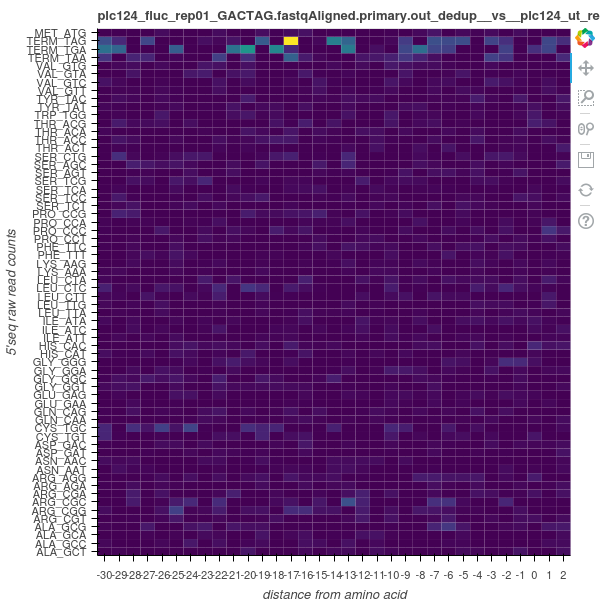 plc124_fluc_rep01_GACTAG.fastqAligned.primary.out_dedup__vs__plc124_ut_re
MET_ATG
TERM_TAG
TERM_TGA
TERM_TAA
VAL_GTG
VAL_GTA
VAL_GTC
VAL_GTT
TYR_TAC
TYR_TAT
TRP_TGG
THR_ACG
THR_ACA
THR_ACC
THR_ACT
SER_CTG
SER_AGC
SER_AGT
SER_TCG
SER_TCA
SER_TCC
SER_TCT
PRO_CCG
PRO_CCA
PRO_CCC
PRO_CCT
PHE_TTC
PHE_TTT
LYS_AAG
LYS_AAA
LEU_CTA
LEU_CTC
LEU_CTT
LEU_TTG
LEU_TTA
ILE_ATA
ILE_ATC
ILE_ATT
HIS_CAC
HIS_CAT
GLY_GGG
GLY_GGA
GLY_GGC
GLY_GGT
GLU_GAG
GLU_GAA
GLN_CAG
GLN_CAA
CYS_TGC
CYS_TGT
ASP_GAC
ASP_GAT
ASN_AAC
ASN_AAT
ARG_AGG
ARG_AGA
ARG_CGA
ARG_CGC
ARG_CGG
ARG_CGT
ALA_GCG
ALA_GCA
ALA_GCC
ALA_GCT
5'seq raw read counts
-30 -29 -28 -27 -26 -25 -24 -23 -22 -21 -20 -19 -18 -17 -16 -15 -14 -13 -12 -11 -10 -9 -8 -7 -6 -5 -4 -3 -2 -1 0 1 2
distance from amino acid